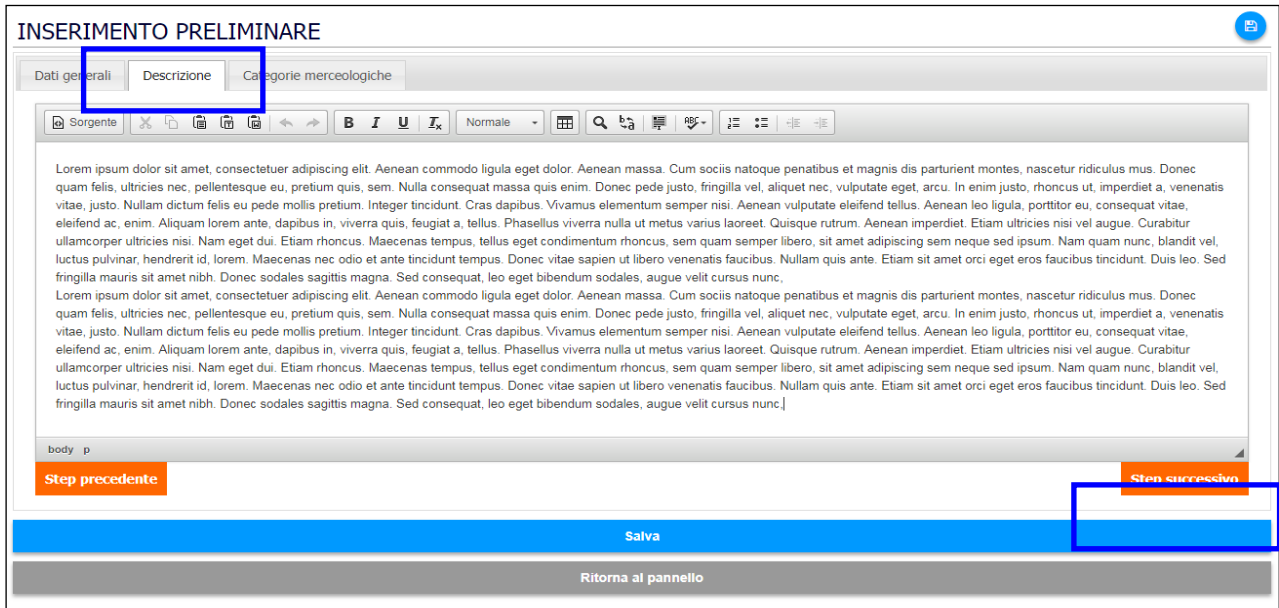 INSERIMENTO PRELIMINARE
Dati generali Descrizione Categorie merceologiche
Sorgente B I U Ix Normale ABC
Lorem ipsum dolor sit amet, consectetuer adipiscing elit. Aenean commodo ligula eget dolor. Aenean massa. Cum sociis natoque penatibus et magnis dis parturient montes, nascetur ridiculus mus. Donec
quam felis, ultricies nec, pellentesque eu, pretium quis, sem. Nulla consequat massa quis enim. Donec pede justo, fringilla vel, aliquet nec, vulputate eget, arcu. In enim justo, rhoncus ut, imperdiet a, venenatis
vitae, justo. Nullam dictum felis eu pede mollis pretium. Integer tincidunt. Cras dapibus. Vivamus elementum semper nisi. Aenean vulputate eleifend tellus. Aenean leo ligula, porttitor eu, consequat vitae,
eleifend ac, enim. Aliquam lorem ante, dapibus in, viverra quis, feugiat a, tellus. Phasellus viverra nulla ut metus varius laoreet. Quisque rutrum. Aenean imperdiet. Etiam ultricies nisi vel augue. Curabitur
ullamcorper ultricies nisi. Nam eget dui. Etiam rhoncus. Maecenas tempus, tellus eget condimentum rhoncus, sem quam semper libero, sit amet adipiscing sem neque sed ipsum. Nam quam nunc, blandit vel,
luctus pulvinar, hendrerit id, lorem. Maecenas nec odio et ante tincidunt tempus. Donec vitae sapien ut libero venenatis faucibus. Nullam quis ante. Etiam sit amet orci eget eros faucibus tincidunt. Duis leo. Sed
fringilla mauris sit amet nibh. Donec sodales sagittis magna. Sed consequat, leo eget bibendum sodales, augue velit cursus nunc,
Lorem ipsum dolor sit amet, consectetuer adipiscing elit. Aenean commodo ligula eget dolor. Aenean massa. Cum sociis natoque penatibus et magnis dis parturient montes, nascetur ridiculus mus. Donec
quam felis, ultricies nec, pellentesque eu, pretium quis, sem. Nulla consequat massa quis enim. Donec pede justo, fringilla vel, aliquet nec, vulputate eget, arcu. In enim justo, rhoncus ut, imperdiet a, venenatis
vitae, justo. Nullam dictum felis eu pede mollis pretium. Integer tincidunt. Cras dapibus. Vivamus elementum semper nisi. Aenean vulputate eleifend tellus. Aenean leo ligula, porttitor eu, consequat vitae,
eleifend ac, enim. Aliquam lorem ante, dapibus in, viverra quis, feugiat a, tellus. Phasellus viverra nulla ut metus varius laoreet. Quisque rutrum. Aenean imperdiet. Etiam ultricies nisi vel augue. Curabitur
ullamcorper ultricies nisi. Nam eget dui. Etiam rhoncus. Maecenas tempus, tellus eget condimentum rhoncus, sem quam semper libero, sit amet adipiscing sem neque sed ipsum. Nam quam nunc, blandit vel,
luctus pulvinar, hendrerit id, lorem. Maecenas nec odio et ante tincidunt tempus. Donec vitae sapien ut libero venenatis faucibus. Nullam quis ante. Etiam sit amet orci eget eros faucibus tincidunt. Duis leo. Sed
fringilla mauris sit amet nibh. Donec sodales sagittis magna. Sed consequat, leo eget bibendum sodales, augue velit cursus nunc,
body p
Step precedente Step successivo
Salva
Ritorna al pannello